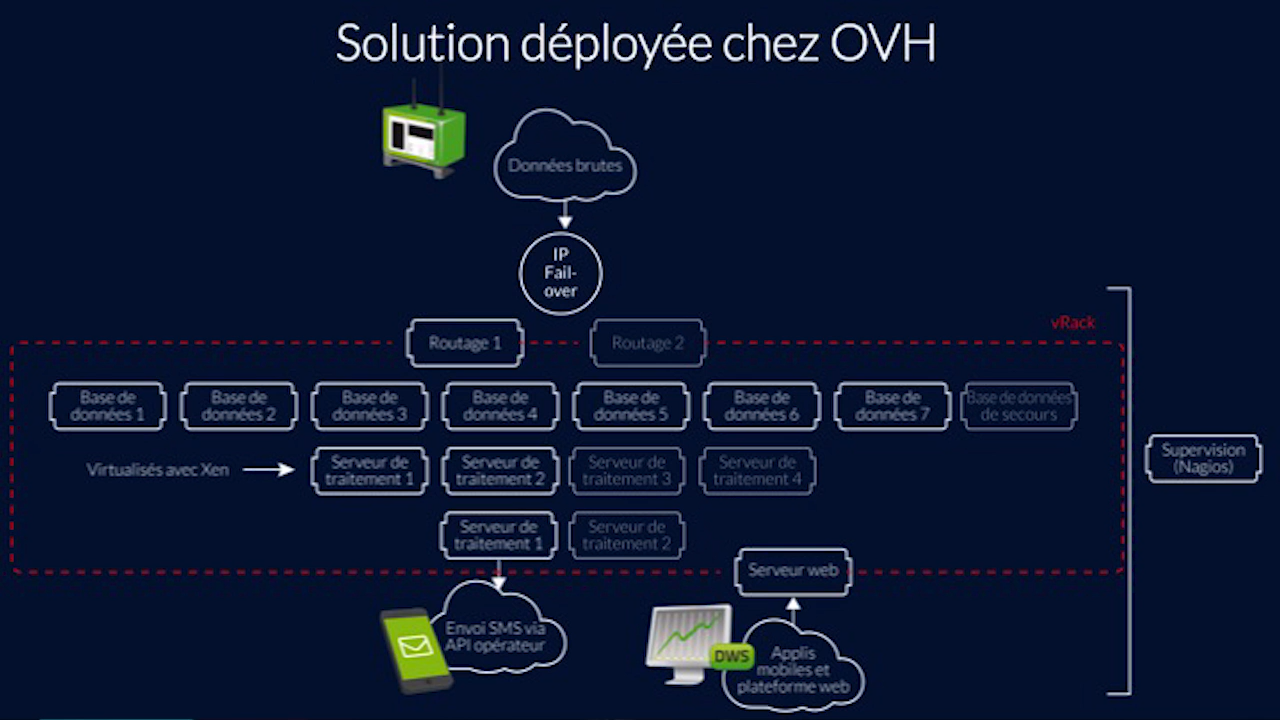 Solution déployée chez OVH
Données brutes
IP
Fail-
over
vRack
Routage 1
Routage 2
Base de
données 1
Base de
données 2
Base de
données 3
Base de
données 4
Base de
données 5
Base de
données 6
Base de
données 7
Base de données
de secours
Supervision
(Nagios)
Virtualisés avec Xen
Serveur de
traitement 1
Serveur de
traitement 2
Serveur de
traitement 3
Serveur de
traitement 4
Serveur de
traitement 1
Serveur de
traitement 2
Serveur web
Envoi SMS via
API opérateur
DWS
Applis
mobiles et
plateforme web